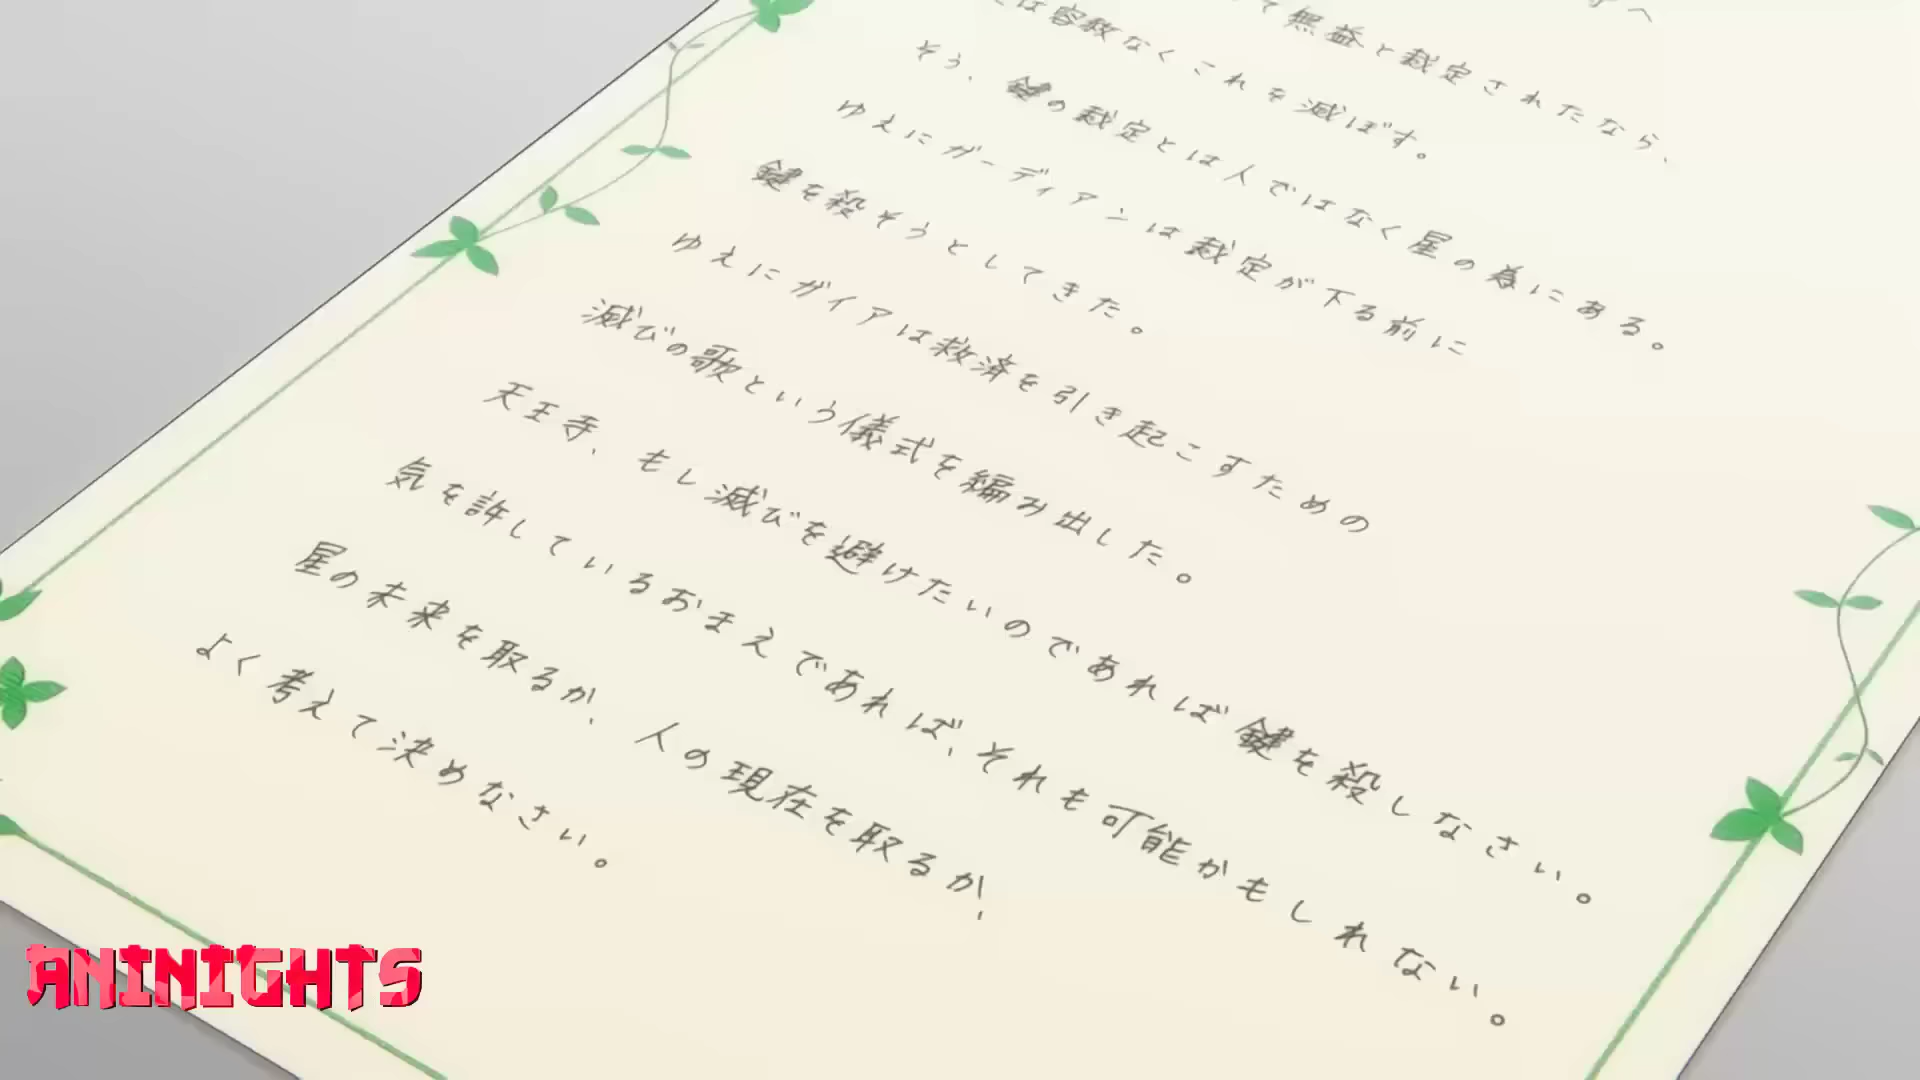 て無益と裁定されたなら、
は容赦なくこれを滅ぼす。
そう、鍵の裁定とは人ではなく星の為にある。
ゆえにガーディアンは裁定が下る前に
鍵を殺そうとしてきた。
ゆえにガイアは救済を引き起こすための
滅びの歌という儀式を編み出した。
天王寺、もし滅びを避けたいのであれば鍵を殺しなさい。
気を許しているおまえであれば、それも可能かもしれない。
星の未来を取るか、人の現在を取るか、
よく考えて決めなさい。
ANINIGHTS